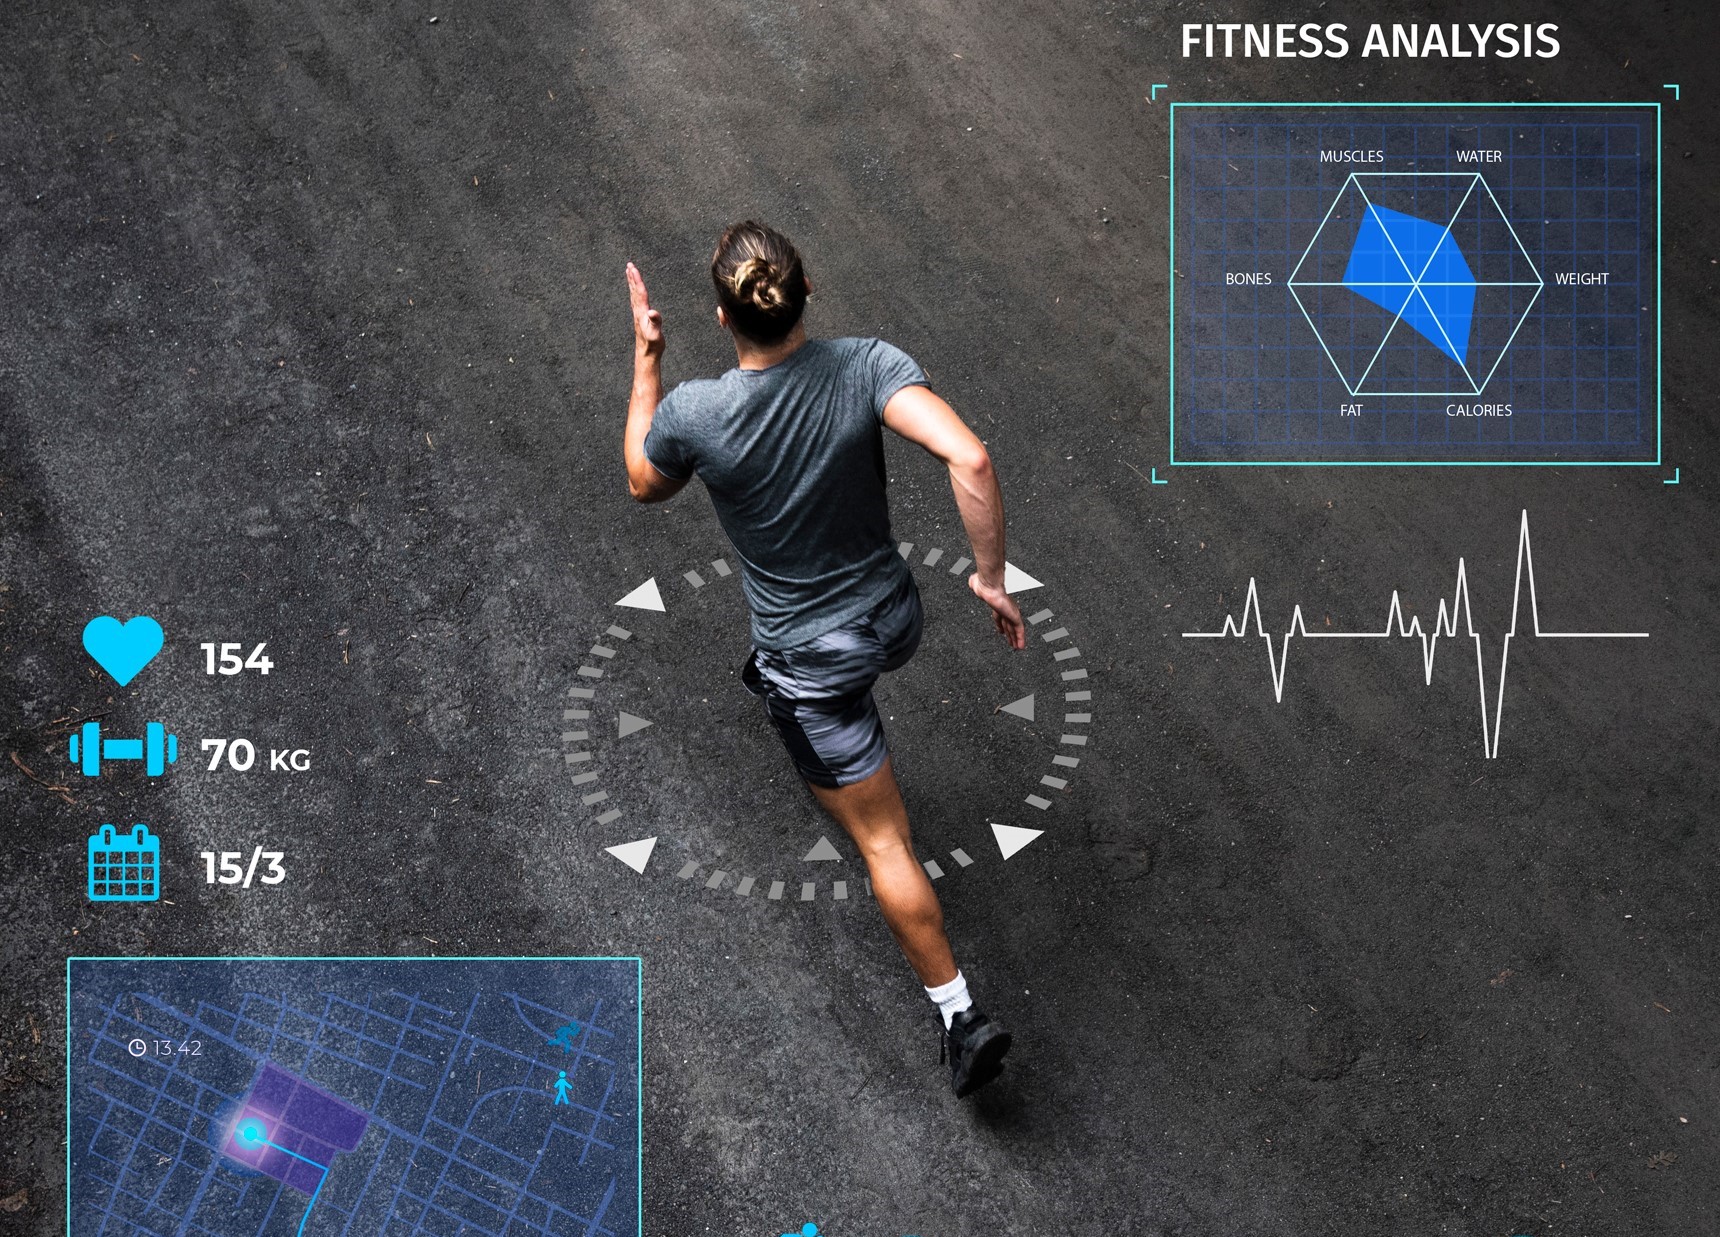 FITNESS ANALYSIS
MUSCLES
WATER
BONES
WEIGHT
FAT
CALORIES
154
70 KG
15/3
13.42